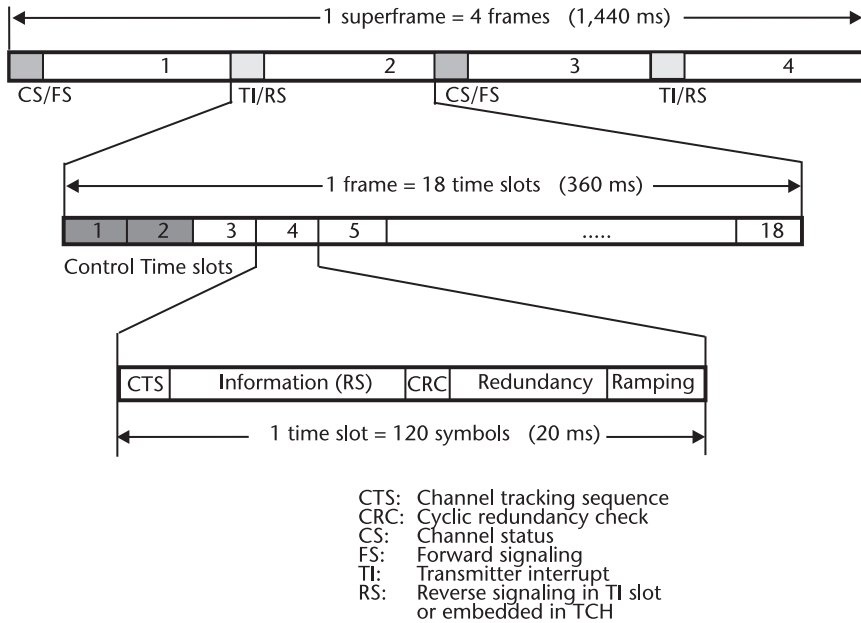 1 superframe = 4 frames (1,440 ms)
1 2 3 4
CS/FS TI/RS CS/FS TI/RS
1 frame = 18 time slots (360 ms)
1 2 3 4 5 ..... 18
Control Time slots
CTS Information (RS) CRC Redundancy Ramping
1 time slot = 120 symbols (20 ms)
CTS: Channel tracking sequence
CRC: Cyclic redundancy check
CS: Channel status
FS: Forward signaling
TI: Transmitter interrupt
RS: Reverse signaling in TI slot
or embedded in TCH